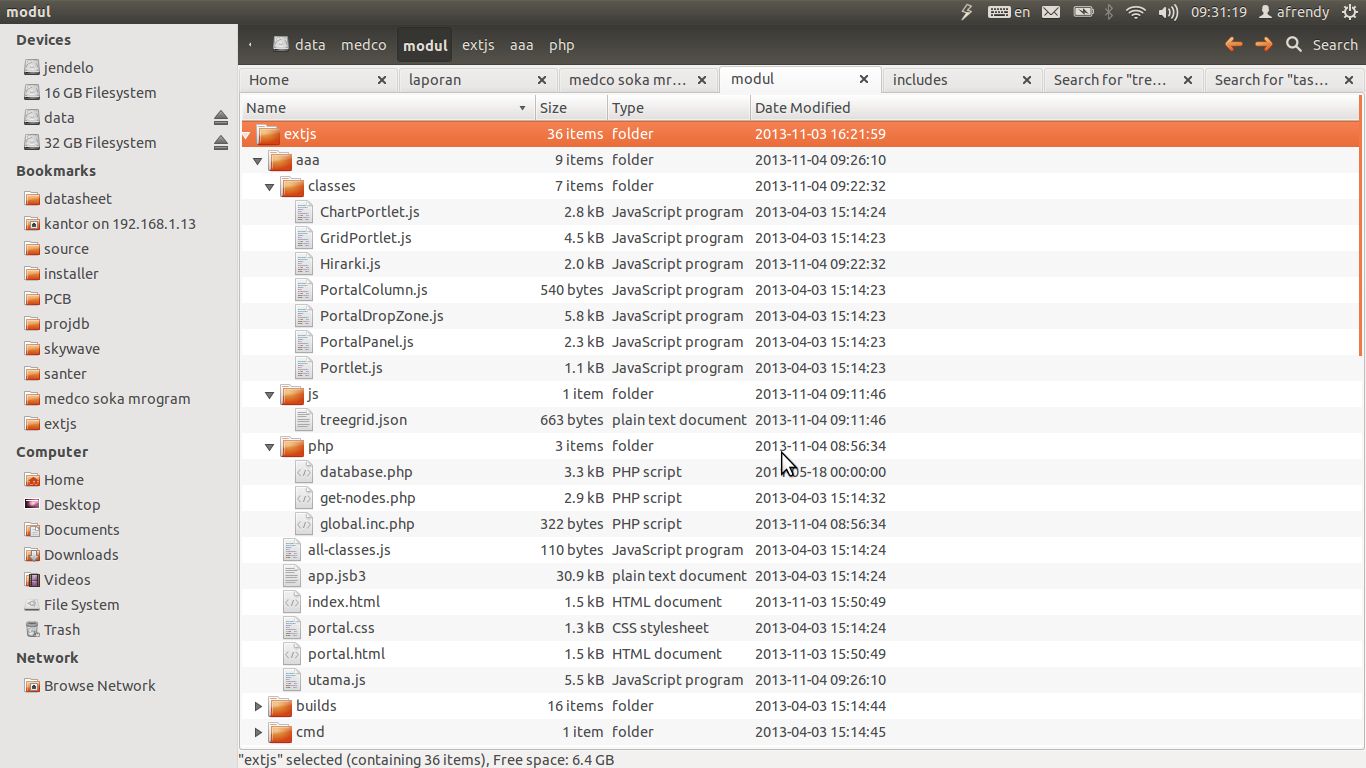 modul
en
09:31:19
afrendy
Devices
jendelo
16 GB Filesystem
data
32 GB Filesystem
Bookmarks
datasheet
kantor on 192.168.1.13
source
installer
PCB
projdb
skywave
santer
medco soka mrogram
extjs
Computer
Home
Desktop
Documents
Downloads
Videos
File System
Trash
Network
Browse Network
data medco modul extjs aaa php
Search
Home laporan medco soka mr... modul includes Search for "tre... Search for "tas...
Name Size Type Date Modified
extjs 36 items folder 2013-11-03 16:21:59
aaa 9 items folder 2013-11-04 09:26:10
classes 7 items folder 2013-11-04 09:22:32
ChartPortlet.js 2.8 kB JavaScript program 2013-04-03 15:14:24
GridPortlet.js 4.5 kB JavaScript program 2013-04-03 15:14:23
Hirarki.js 2.0 kB JavaScript program 2013-11-04 09:22:32
PortalColumn.js 540 bytes JavaScript program 2013-04-03 15:14:23
PortalDropZone.js 5.8 kB JavaScript program 2013-04-03 15:14:23
PortalPanel.js 2.3 kB JavaScript program 2013-04-03 15:14:23
Portlet.js 1.1 kB JavaScript program 2013-04-03 15:14:23
js 1 item folder 2013-11-04 09:11:46
treegrid.json 663 bytes plain text document 2013-11-04 09:11:46
php 3 items folder 2013-11-04 08:56:34
database.php 3.3 kB PHP script 00:00:00
get-nodes.php 2.9 kB PHP script 2013-04-03 15:14:32
global.inc.php 322 bytes PHP script 2013-11-04 08:56:34
all-classes.js 110 bytes JavaScript program 2013-04-03 15:14:24
app.jsb3 30.9 kB plain text document 2013-04-03 15:14:24
index.html 1.5 kB HTML document 2013-11-03 15:50:49
portal.css 1.3 kB CSS stylesheet 2013-04-03 15:14:24
portal.html 1.5 kB HTML document 2013-11-03 15:50:49
utama.js 5.5 kB JavaScript program 2013-11-04 09:26:10
builds 16 items folder 2013-04-03 15:14:44
cmd 1 item folder 2013-04-03 15:14:45
"extjs" selected (containing 36 items), Free space: 6.4 GB